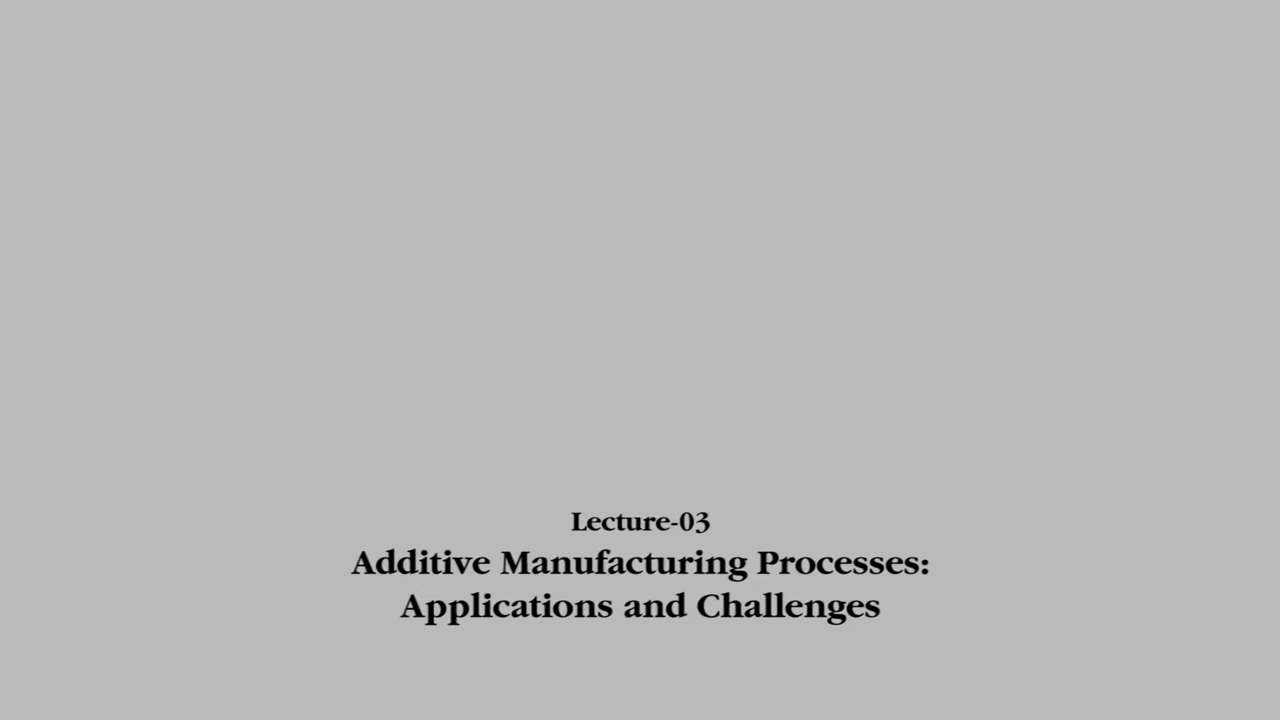 Lecture-03
Additive Manufacturing Processes:
Applications and Challenges